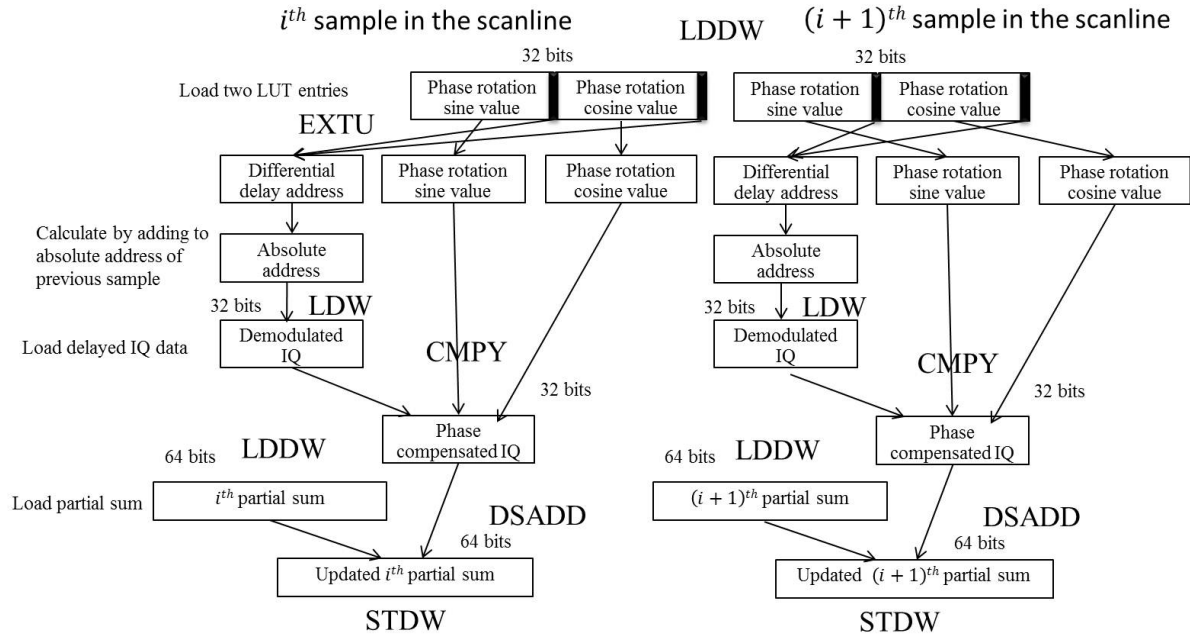 𝑖ᵗʰ sample in the scanline
LDDW
(𝑖 + 1)ᵗʰ sample in the scanline
32 bits
32 bits
Load two LUT entries
Phase rotation
sine value
Phase rotation
cosine value
Phase rotation
sine value
Phase rotation
cosine value
EXTU
Differential
delay address
Phase rotation
sine value
Phase rotation
cosine value
Differential
delay address
Phase rotation
sine value
Phase rotation
cosine value
Calculate by adding to
absolute address of
previous sample
Absolute
address
Absolute
address
32 bits
LDW
32 bits
LDW
Load delayed IQ data
Demodulated
IQ
CMPY
Demodulated
IQ
CMPY
32 bits
32 bits
Phase
compensated IQ
Phase
compensated IQ
64 bits
LDDW
64 bits
LDDW
Load partial sum
𝑖ᵗʰ partial sum
(𝑖 + 1)ᵗʰ partial sum
DSADD
DSADD
64 bits
64 bits
Updated 𝑖ᵗʰ partial sum
Updated (𝑖 + 1)ᵗʰ partial sum
STDW
STDW